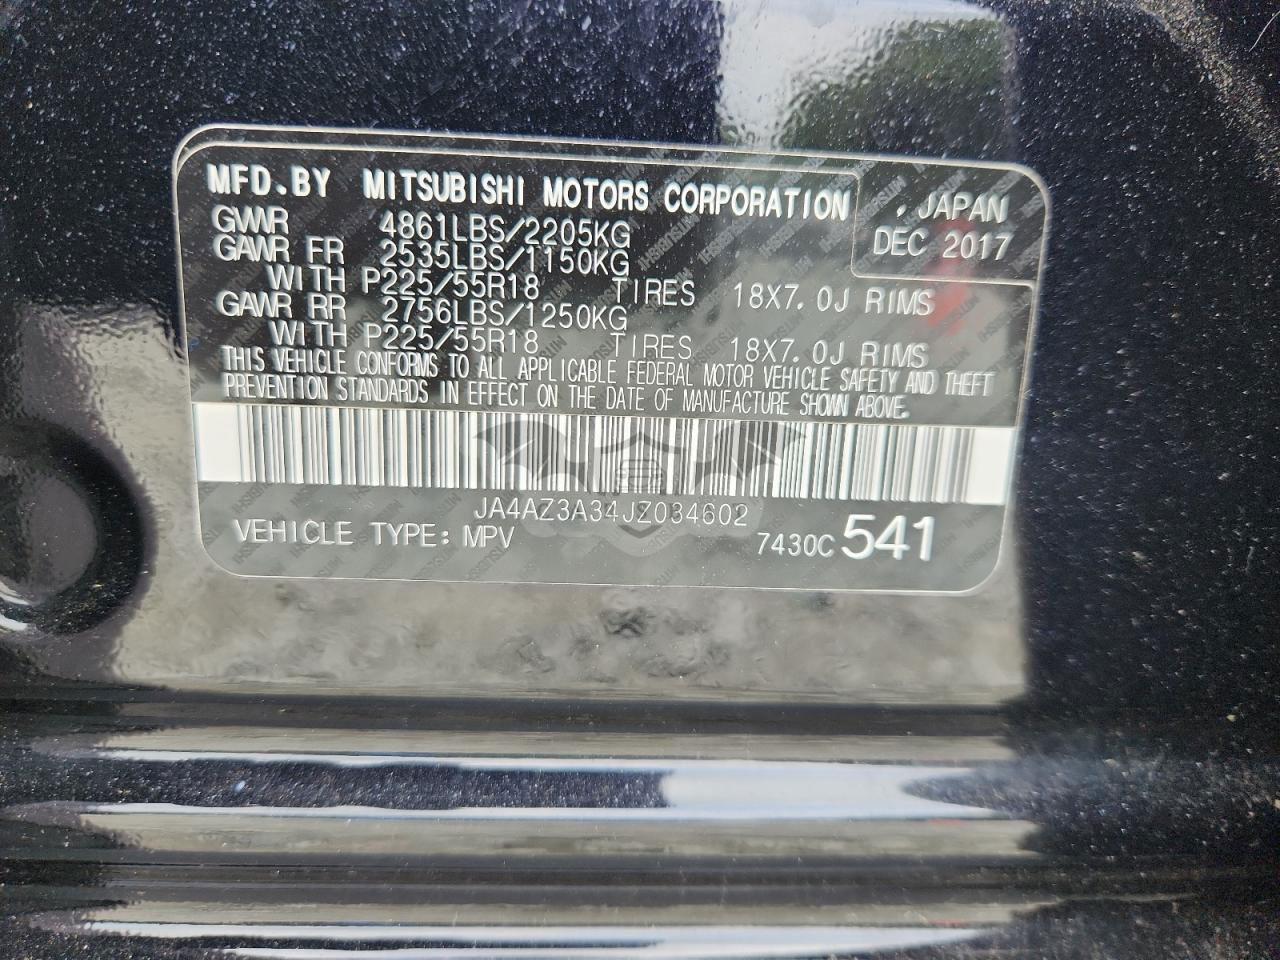 MFD.BY MITSUBISHI MOTORS CORPORATION , JAPAN
GWR 4861LBS/2205KG DEC 2017
GAWR FR 2535LBS/1150KG
WITH P225/55R18 TIRES 18X7.0J RIMS
GAWR RR 2756LBS/1250KG
WITH P225/55R18 TIRES 18X7.0J RIMS
THIS VEHICLE CONFORMS TO ALL APPLICABLE FEDERAL MOTOR VEHICLE SAFETY AND THEFT
PREVENTION STANDARDS IN EFFECT ON THE DATE OF MANUFACTURE SHOWN ABOVE.
JA4AZ3A34JZ034602
VEHICLE TYPE: MPV 7430C 541